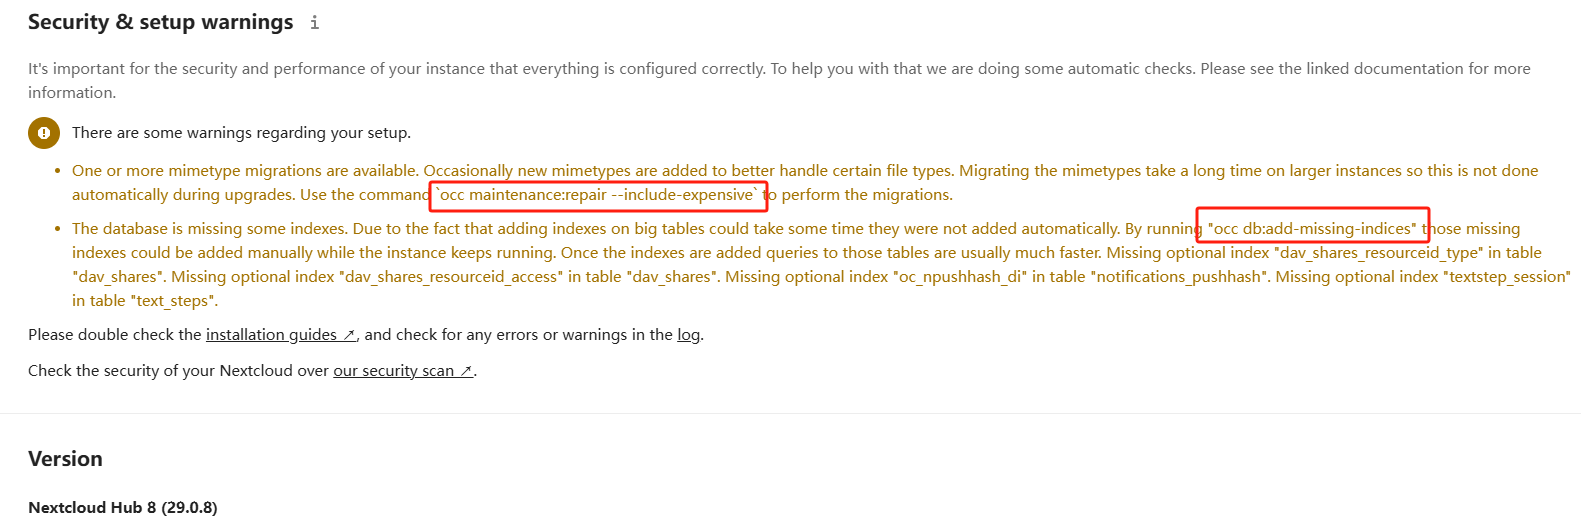 Security & setup warnings i
It's important for the security and performance of your instance that everything is configured correctly. To help you with that we are doing some automatic checks. Please see the linked documentation for more
information.
There are some warnings regarding your setup.
• One or more mimetype migrations are available. Occasionally new mimetypes are added to better handle certain file types. Migrating the mimetypes take a long time on larger instances so this is not done
automatically during upgrades. Use the command `occ maintenance:repair --include-expensive` to perform the migrations.
• The database is missing some indexes. Due to the fact that adding indexes on big tables could take some time they were not added automatically. By running "occ db:add-missing-indices" those missing
indexes could be added manually while the instance keeps running. Once the indexes are added queries to those tables are usually much faster. Missing optional index "dav_shares_resourceid_type" in table
"dav_shares". Missing optional index "dav_shares_resourceid_access" in table "dav_shares". Missing optional index "oc_npushhash_di" in table "notifications_pushhash". Missing optional index "textstep_session"
in table "text_steps".
Please double check the installation guides ↗, and check for any errors or warnings in the log.
Check the security of your Nextcloud over our security scan ↗.
Version
Nextcloud Hub 8 (29.0.8)